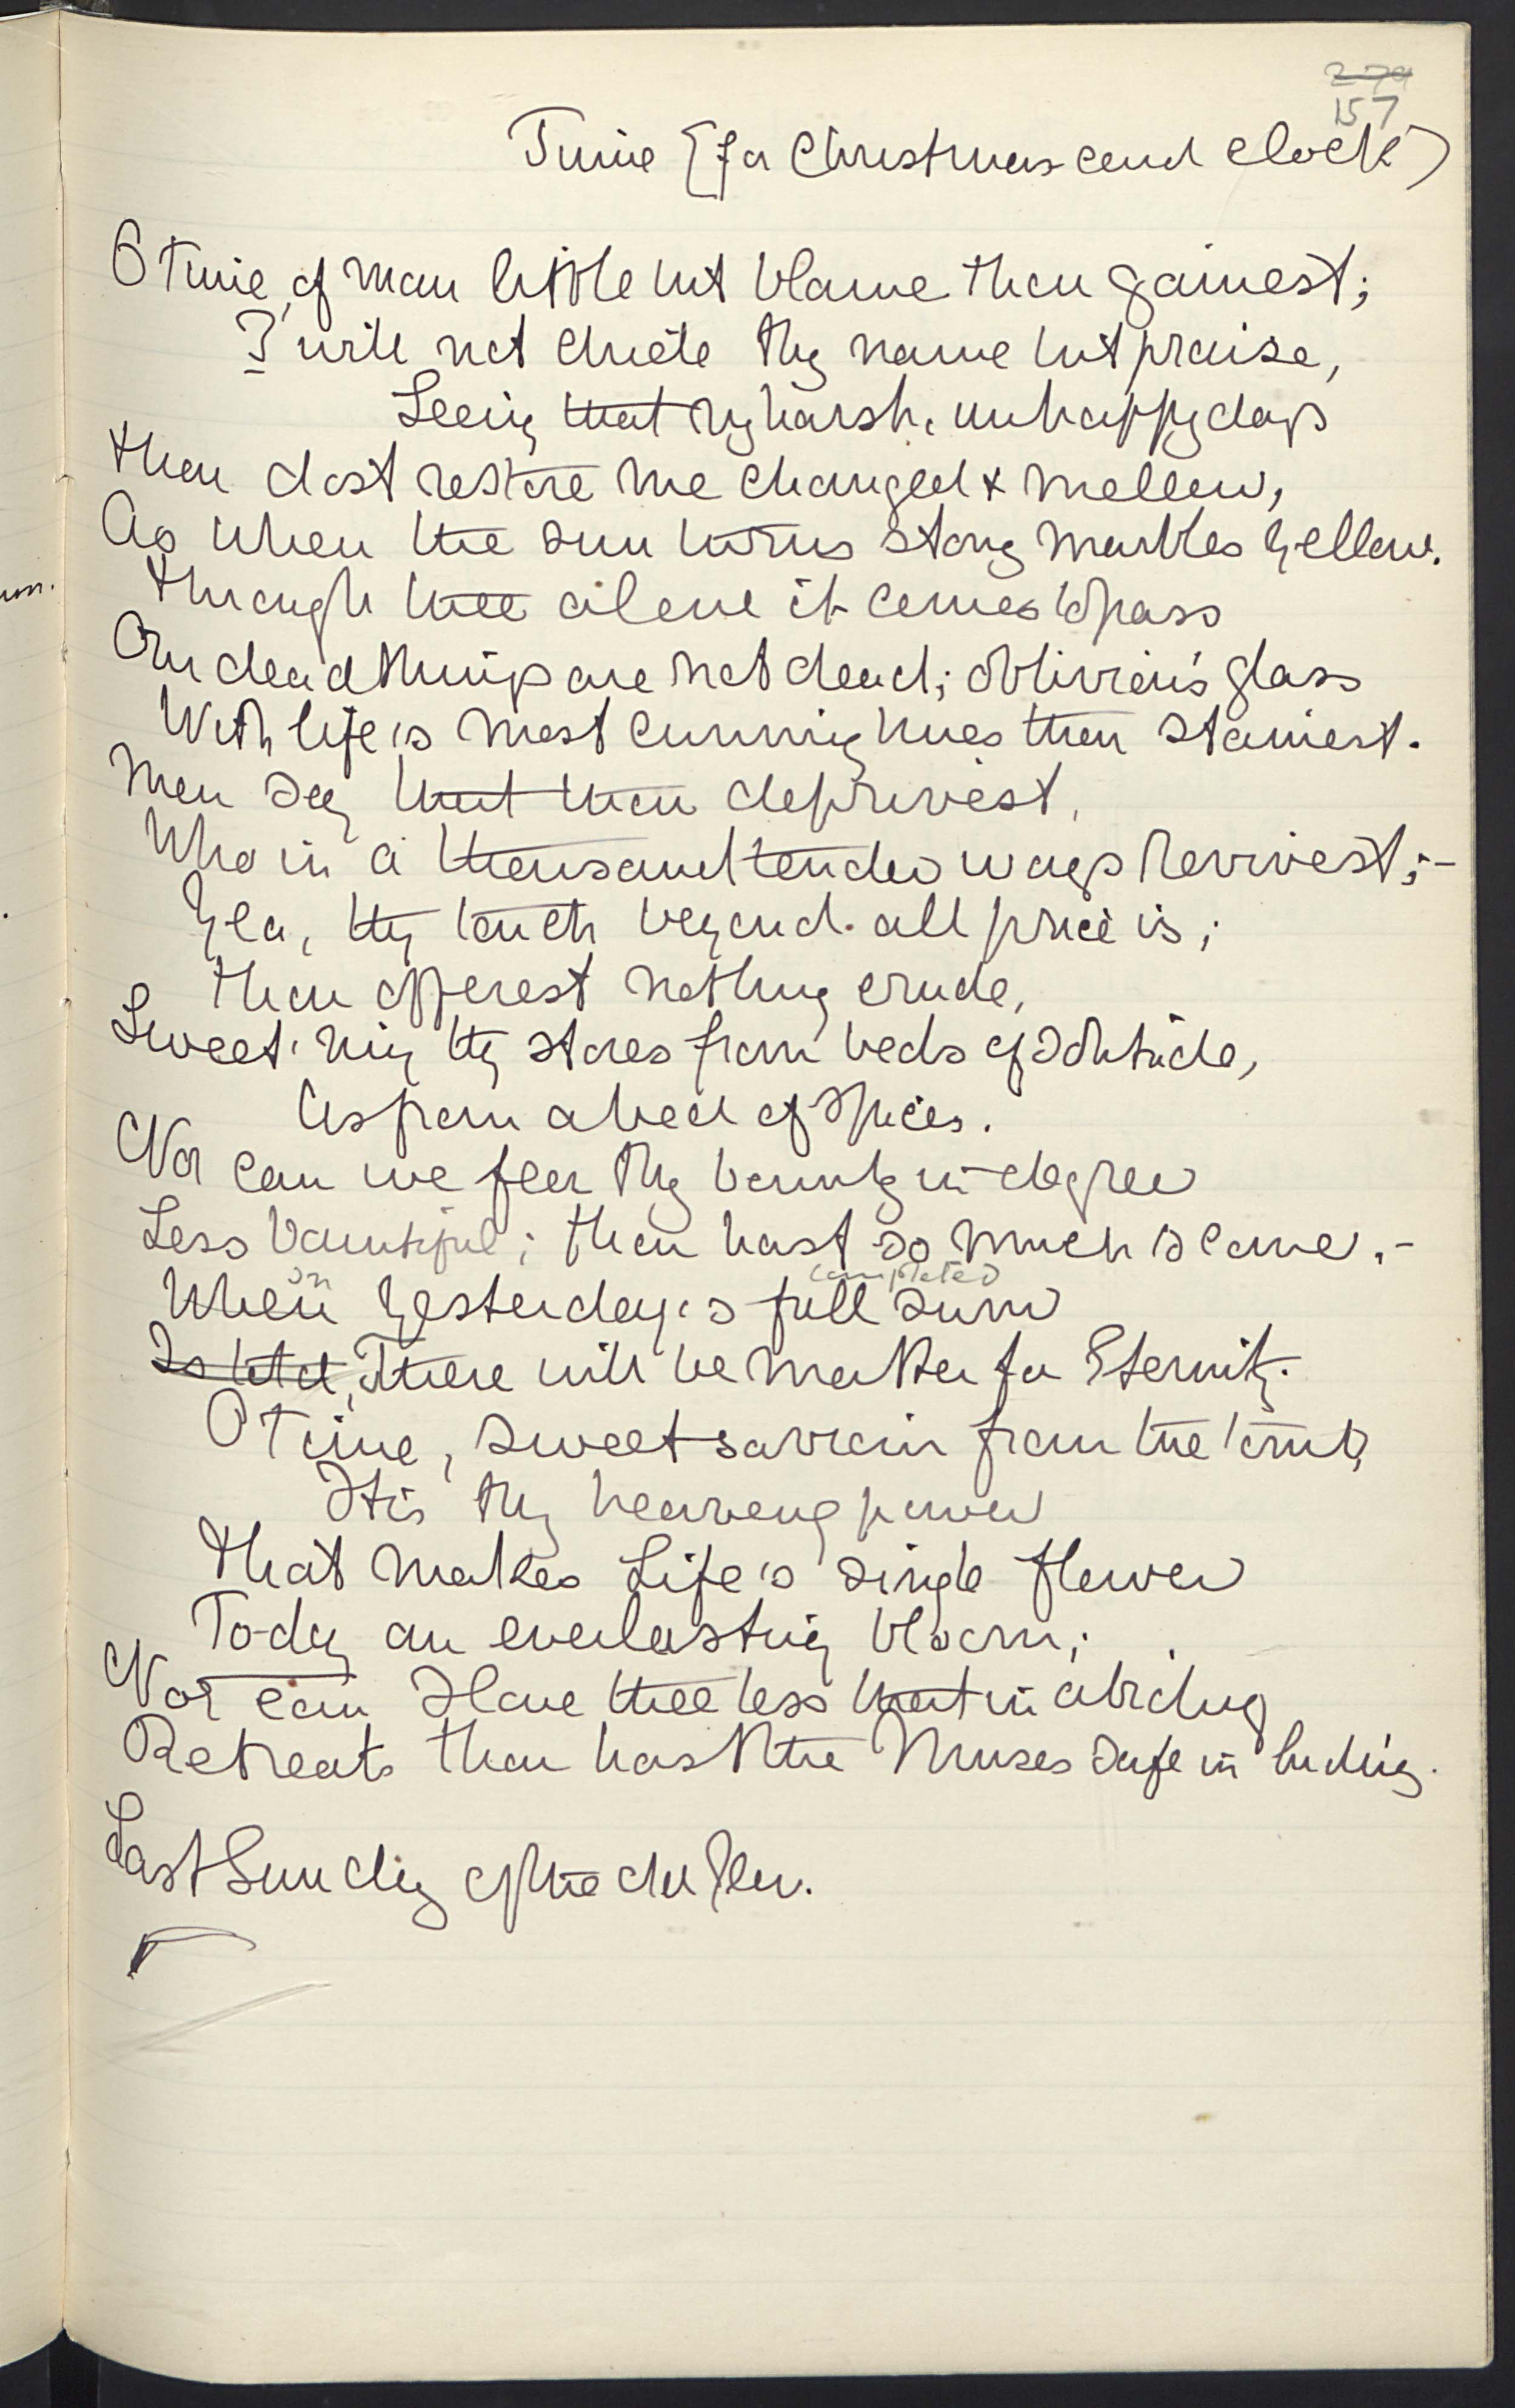 279
157
Time (for Christmas card clock)
O Time, of man little but blame thou gainest;
I will not chide thy name but praise,
Seeing that my harsh, unhappy days
thou dost restore me changed & mellow,
As when the sun turns stony marbles yellow.
through thee alone it comes to pass
Our dead things are not dead; oblivion's glass
With life's most cunning hues thou stainest.
Men say that thou deprivest,
Who in a thousand tender ways revivest;-
Yea, thy touch beyond all price is;
thou offerest nothing crude,
Sweet'ning thy stores from beds of solitude,
As from a bed of spices.
Nor can we fear thy bounty in degree
Less bountiful; thou hast so much to come.-
on completed
When Yesterday's full sum
Is told, There will be matter for Eternity.
O Time, sweet saviour from the tomb,
It is thy heavenly power
that makes Life's single flower
To-day an everlasting bloom;
Nor can I love thee less that in abiding
Retreats thou hast the Muses safe in hiding.
Last Sunday of the old Year.